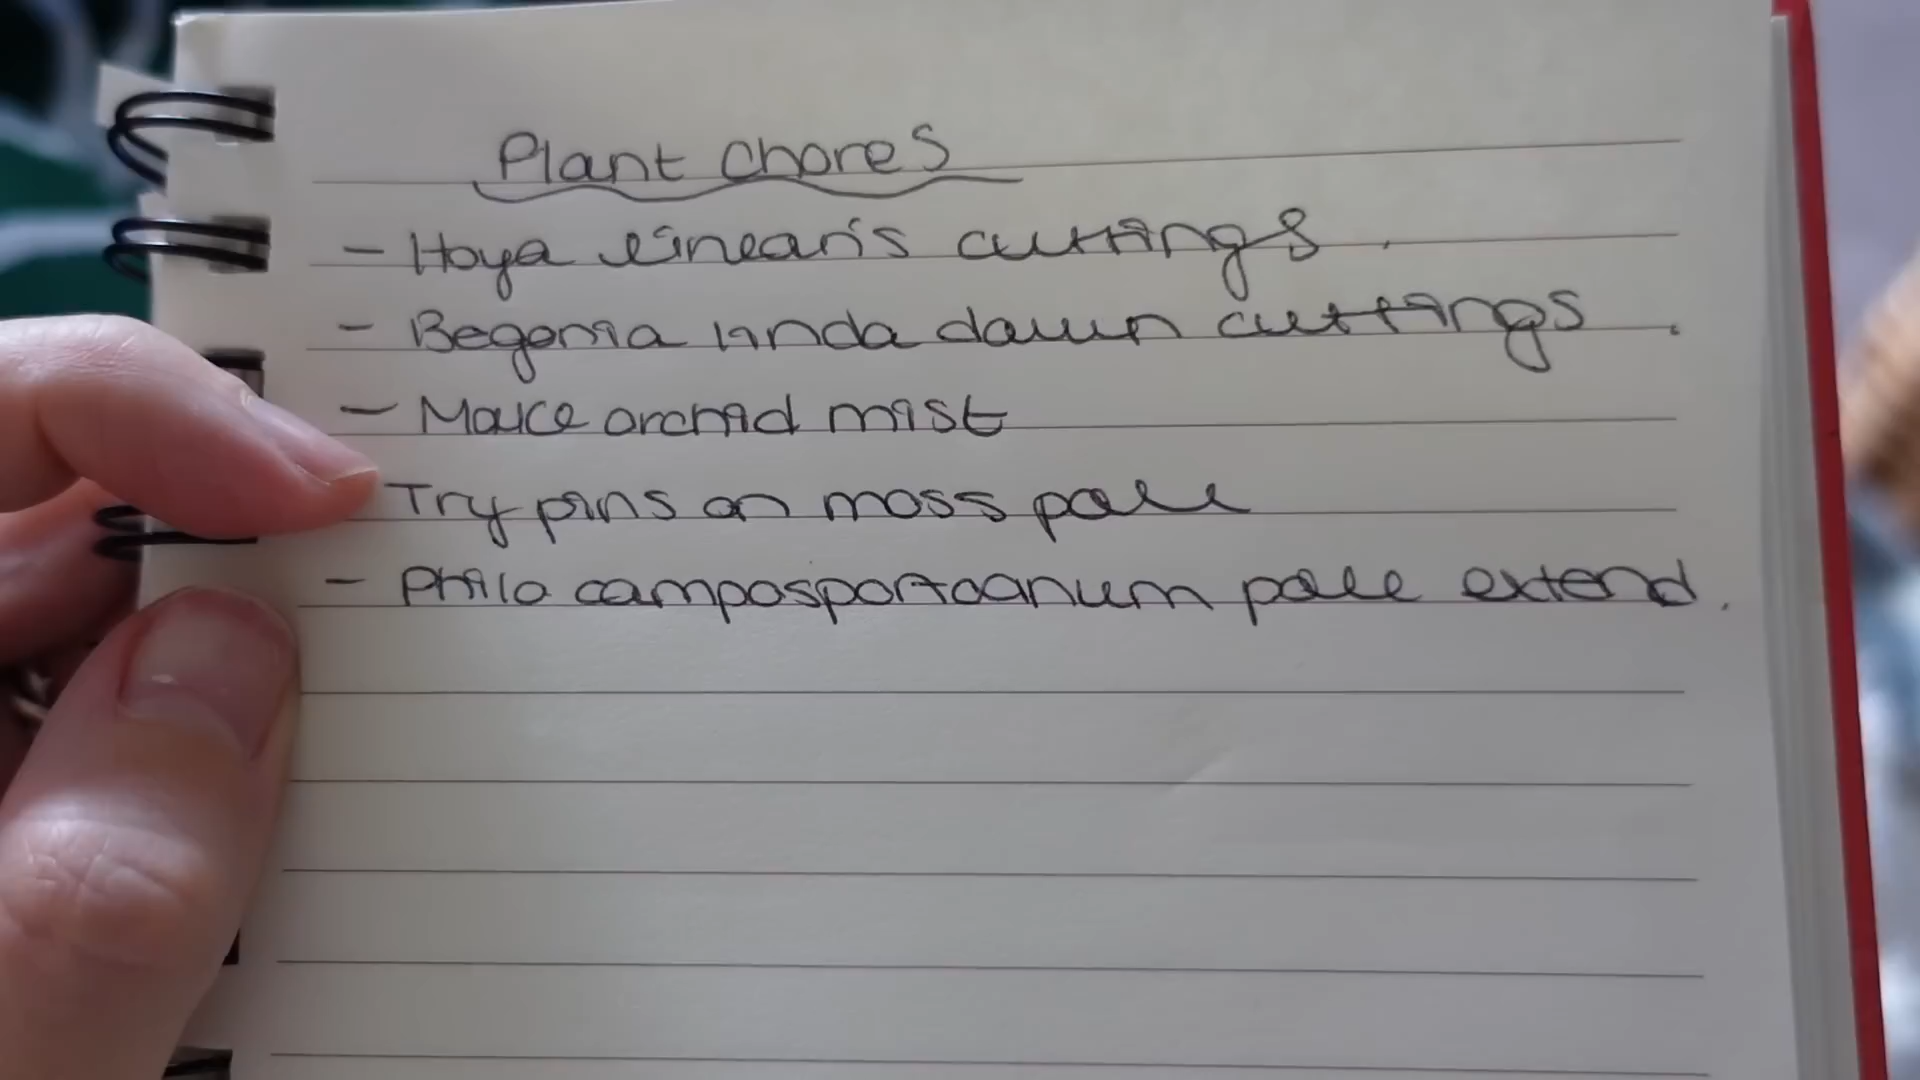 Plant Chores
- Hoya linearis cuttings.
- Begonia linda dawn cuttings.
- Make orchid mist
Try pins on moss pole
- Philo camposportoanum pole extend.